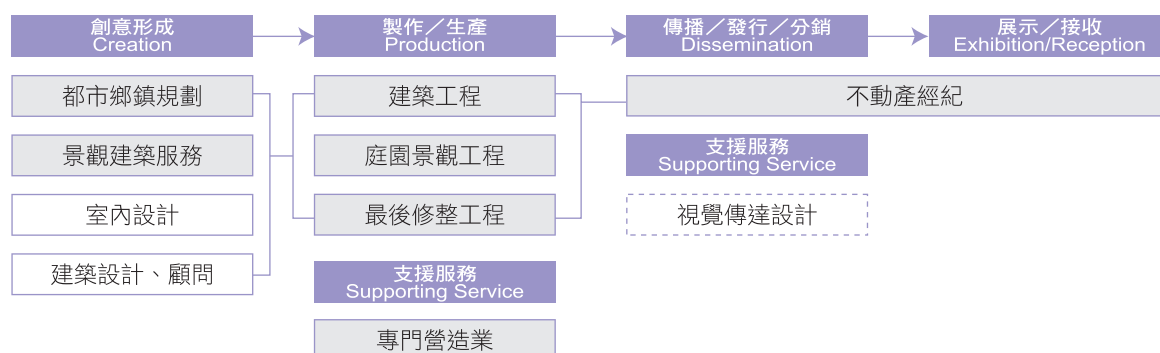 創意形成
Creation
製作／生產
Production
傳播／發行／分銷
Dissemination
展示／接收
Exhibition/Reception
都市鄉鎮規劃
景觀建築服務
室內設計
建築設計、顧問
建築工程
庭園景觀工程
最後修整工程
支援服務
Supporting Service
專門營造業
不動產經紀
支援服務
Supporting Service
視覺傳達設計